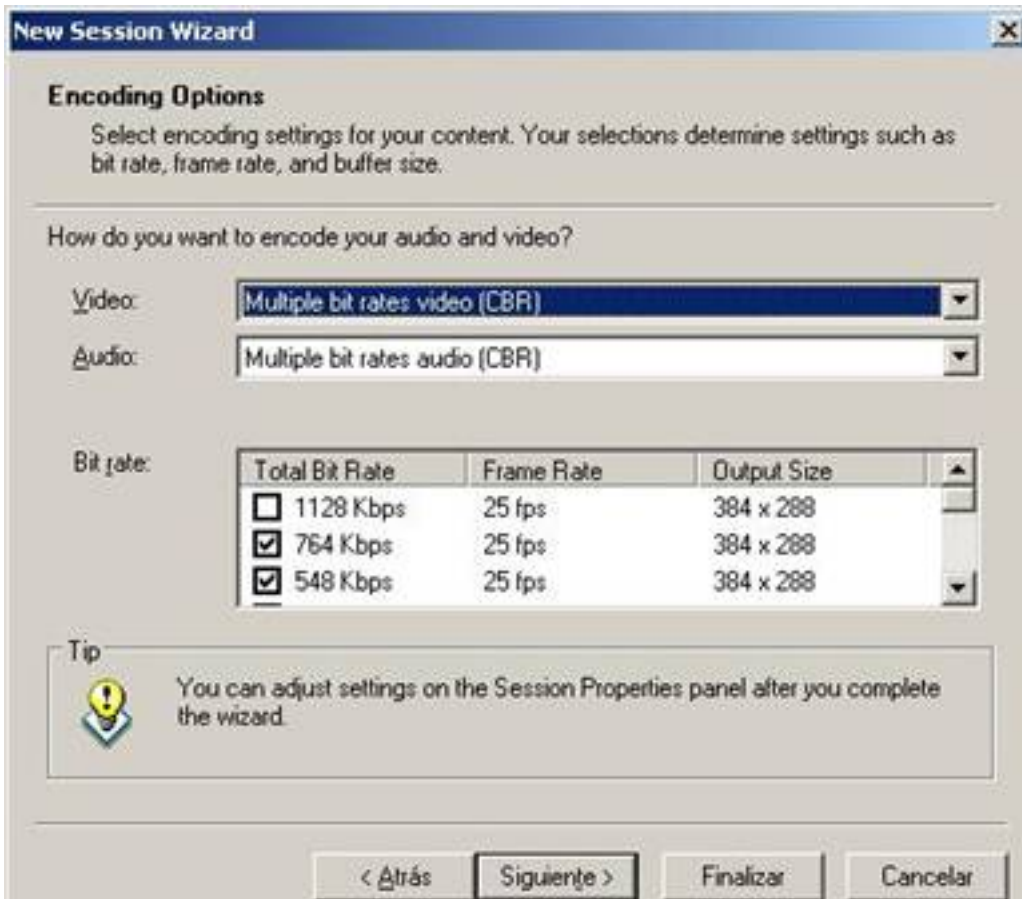 New Session Wizard
Encoding Options
Select encoding settings for your content. Your selections determine settings such as
bit rate, frame rate, and buffer size.
How do you want to encode your audio and video?
Video: Multiple bit rates video (CBR)
Audio: Multiple bit rates audio (CBR)
Bit rate: Total Bit Rate Frame Rate Output Size
1128 Kbps 25 fps 384 x 288
764 Kbps 25 fps 384 x 288
548 Kbps 25 fps 384 x 288
Tip
You can adjust settings on the Session Properties panel after you complete
the wizard.
< Atrás Siguiente > Finalizar Cancelar